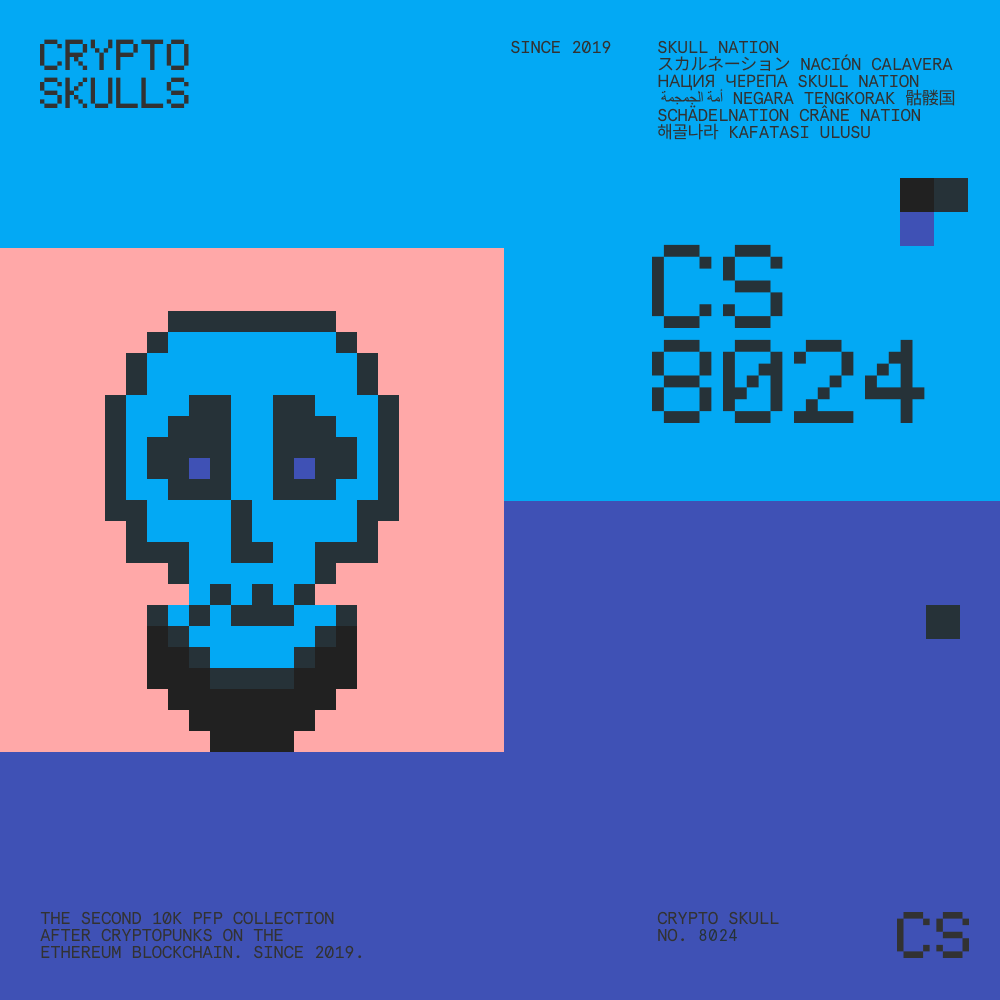 CRYPTO
SKULLS
SINCE 2019
SKULL NATION
スカルネーション NACIÓN CALAVERA
НАЦИЯ ЧЕРЕПА SKULL NATION
أمة الجمجمة NEGARA TENGKORAK 骷髅国
SCHÄDELNATION CRÂNE NATION
해골나라 KAFATASI ULUSU
CS
8024
THE SECOND 10K PFP COLLECTION
AFTER CRYPTOPUNKS ON THE
ETHEREUM BLOCKCHAIN. SINCE 2019.
CRYPTO SKULL
NO. 8024
CS